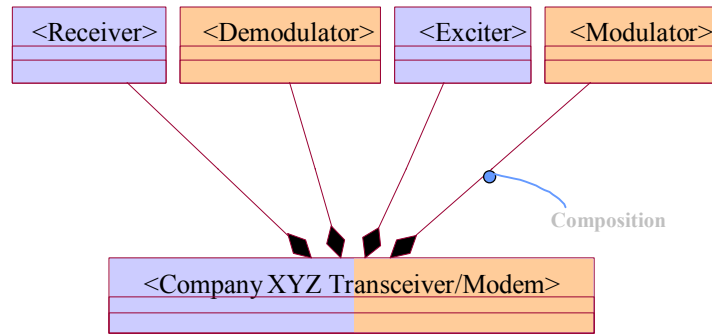 <Receiver>
<Demodulator>
<Exciter>
<Modulator>
Composition
<Company XYZ Transceiver/Modem>